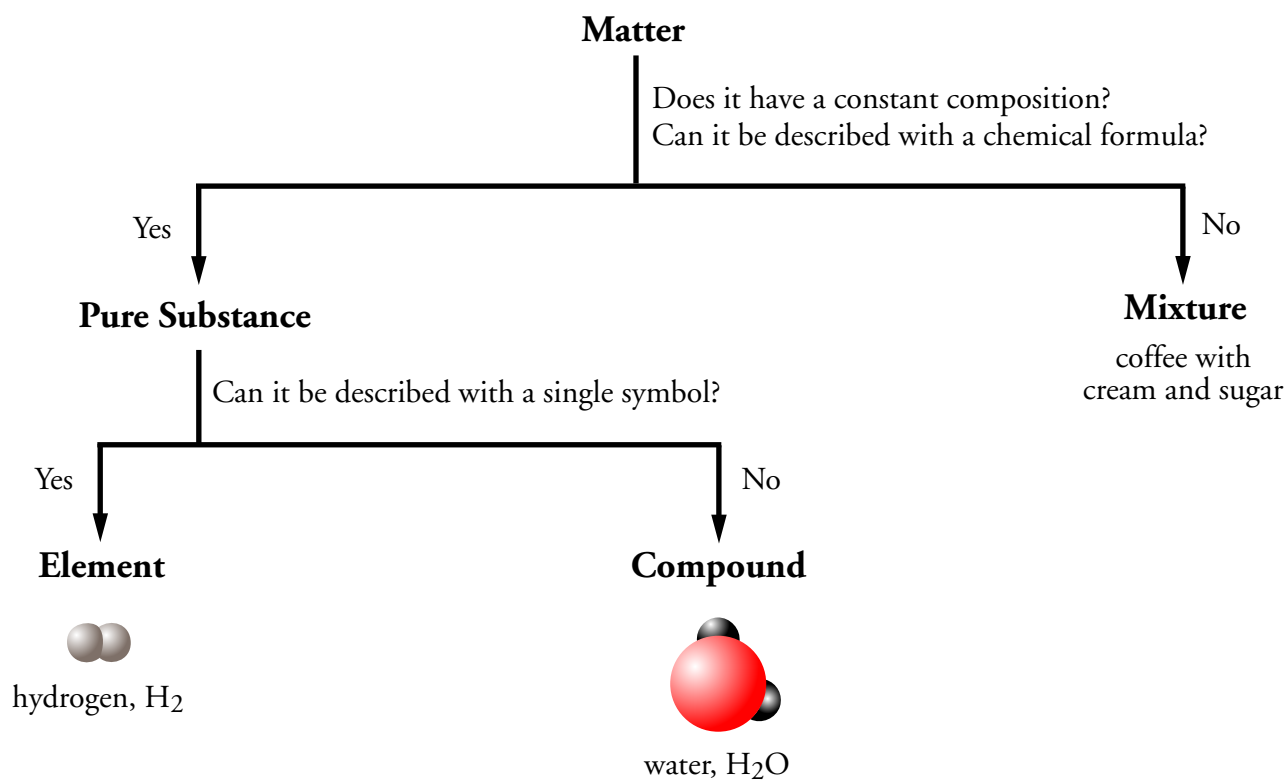 Matter
Does it have a constant composition?
Can it be described with a chemical formula?
Yes
No
Pure Substance
Mixture
coffee with
cream and sugar
Can it be described with a single symbol?
Yes
No
Element
Compound
hydrogen, H2
water, H2O